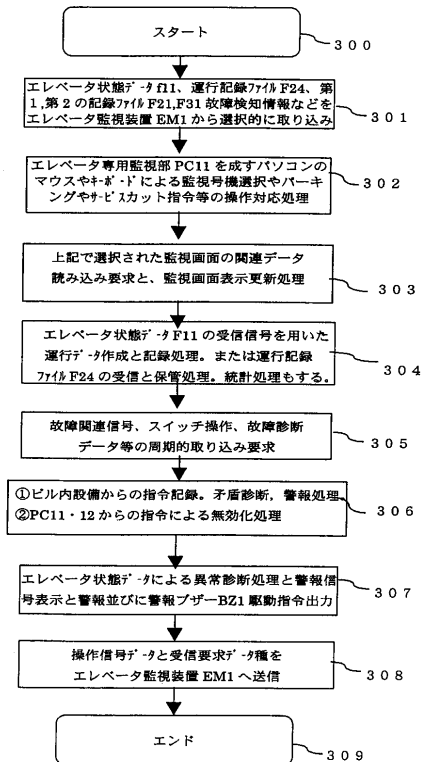 スタート
300
エレベータ状態データf11、運行記録ファイルF24、第
1,第2の記録ファイルF21,F31故障検知情報などを
エレベータ監視装置EM1から選択的に取り込み
301
エレベータ専用監視部PC11を成すパソコンの
マウスやキーボードによる監視号機選択やパーキ
ングやサービスカット指令等の操作対応処理
302
上記で選択された監視画面の関連データ
読み込み要求と、監視画面表示更新処理
303
エレベータ状態データF11の受信信号を用いた
運行データ作成と記録処理。または運行記録
ファイルF24の受信と保管処理。統計処理もする。
304
故障関連信号、スイッチ操作、故障診断
データ等の周期的取り込み要求
305
①ビル内設備からの指令記録。矛盾診断，警報処理。
②PC11・12からの指令による無効化処理
306
エレベータ状態データによる異常診断処理と警報信
号表示と警報並びに警報ブザーBZ1駆動指令出力
307
操作信号データと受信要求データ種を
エレベータ監視装置EM1へ送信
308
エンド
309